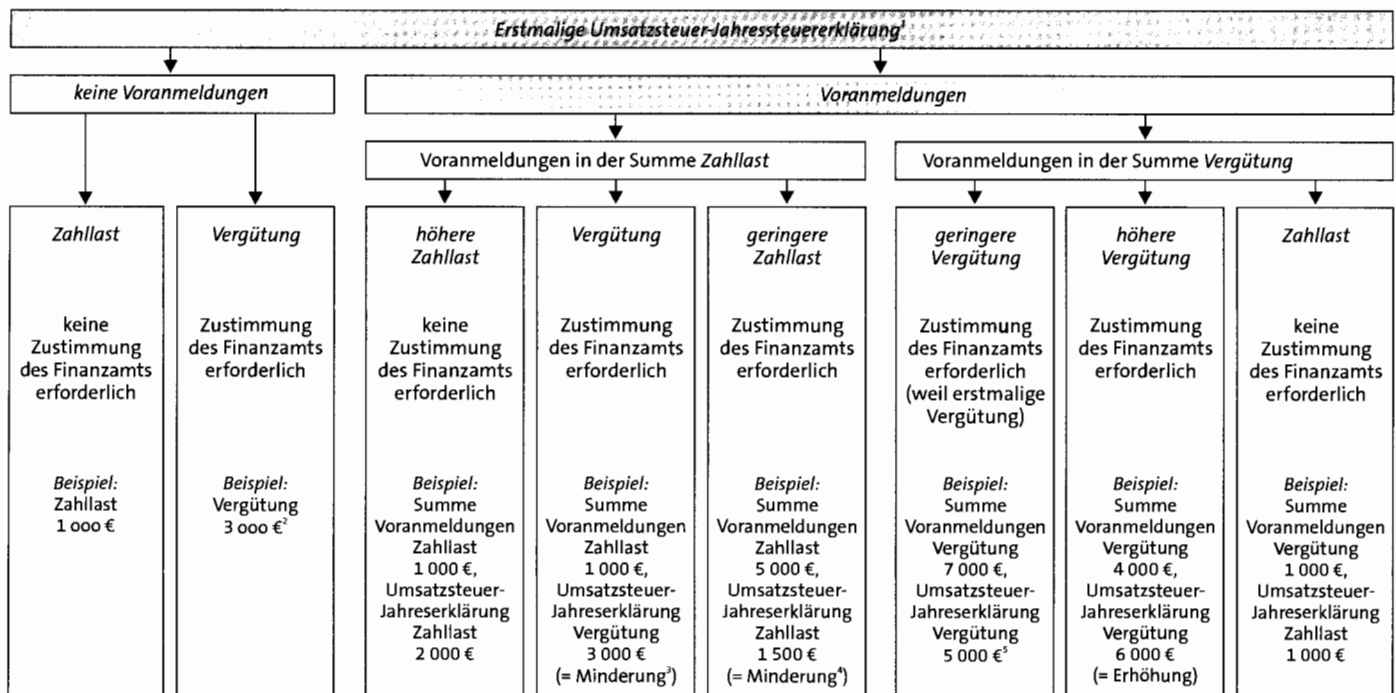 Erstmalige Umsatzsteuer-Jahressteuererklärung¹
keine Voranmeldungen
Voranmeldungen
Voranmeldungen in der Summe Zahllast
Voranmeldungen in der Summe Vergütung
Zahllast
keine
Zustimmung
des Finanzamts
erforderlich
Beispiel:
Zahllast
1 000 €
Vergütung
Zustimmung
des Finanzamts
erforderlich
Beispiel:
Vergütung
3 000 €²
höhere
Zahllast
keine
Zustimmung
des Finanzamts
erforderlich
Beispiel:
Summe
Voranmeldungen
Zahllast
1 000 €,
Umsatzsteuer-
Jahreserklärung
Zahllast
2 000 €
Vergütung
Zustimmung
des Finanzamts
erforderlich
Beispiel:
Summe
Voranmeldungen
Zahllast
1 000 €,
Umsatzsteuer-
Jahreserklärung
Vergütung
3 000 €
(= Minderung³)
geringere
Zahllast
Zustimmung
des Finanzamts
erforderlich
Beispiel:
Summe
Voranmeldungen
Zahllast
5 000 €,
Umsatzsteuer-
Jahreserklärung
Zahllast
1 500 €
(= Minderung⁴)
geringere
Vergütung
Zustimmung
des Finanzamts
erforderlich
(weil erstmalige
Vergütung)
Beispiel:
Summe
Voranmeldungen
Vergütung
7 000 €,
Umsatzsteuer-
Jahreserklärung
Vergütung
5 000 €⁵
höhere
Vergütung
Zustimmung
des Finanzamts
erforderlich
Beispiel:
Summe
Voranmeldungen
Vergütung
4 000 €,
Umsatzsteuer-
Jahreserklärung
Vergütung
6 000 €
(= Erhöhung)
Zahllast
keine
Zustimmung
des Finanzamts
erforderlich
Beispiel:
Summe
Voranmeldungen
Vergütung
1 000 €,
Umsatzsteuer-
Jahreserklärung
Zahllast
1 000 €